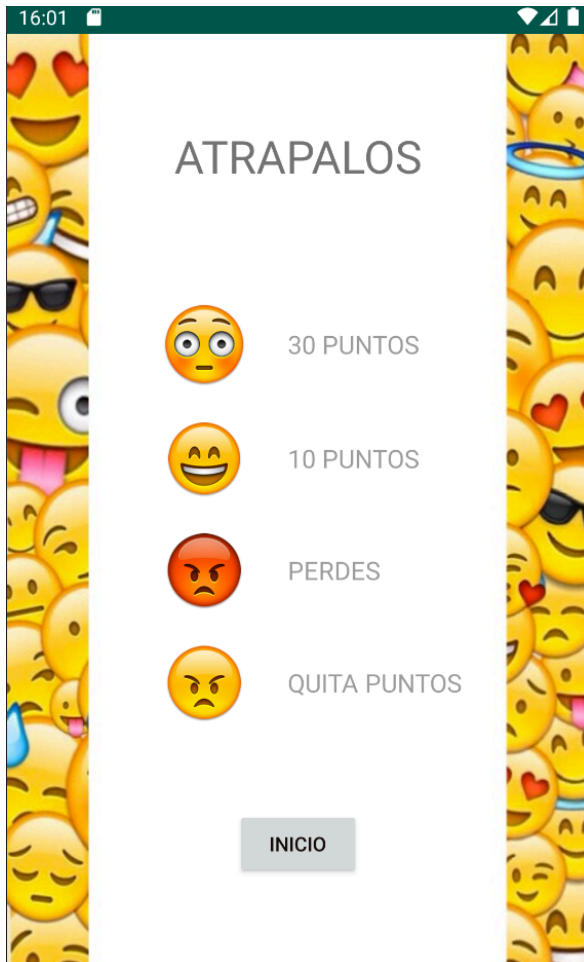 16:01
ATRAPALOS
30 PUNTOS
10 PUNTOS
PERDES
QUITA PUNTOS
INICIO